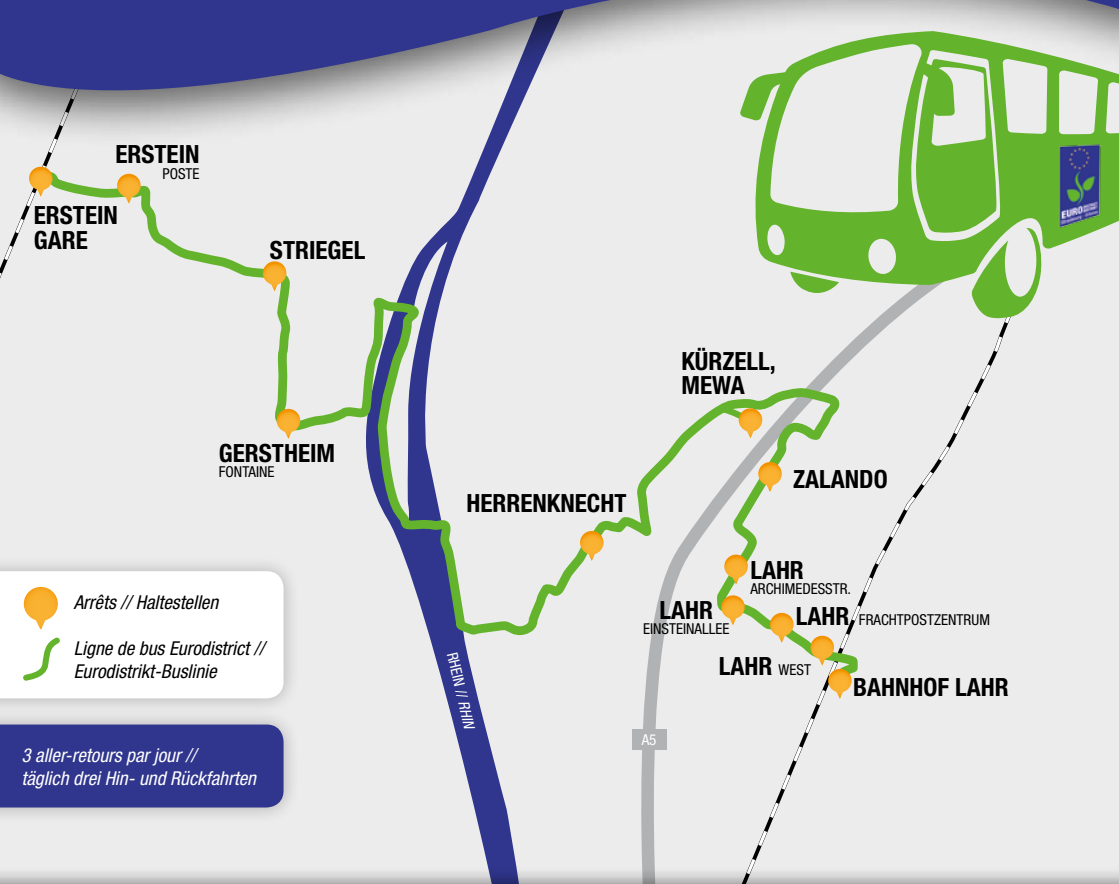 ERSTEIN
POSTE
ERSTEIN
GARE
STRIEGEL
GERSTHEIM
FONTAINE
HERRENKNECHT
KÜRZELL,
MEWA
ZALANDO
LAHR
ARCHIMEDESSTR.
LAHR
EINSTEINALLEE
LAHR FRACHTPOSTZENTRUM
LAHR WEST
BAHNHOF LAHR
RHEIN // RHIN
A5
EURO
Arrêts // Haltestellen
Ligne de bus Eurodistrict //
Eurodistrikt-Buslinie
3 aller-retours par jour //
täglich drei Hin- und Rückfahrten